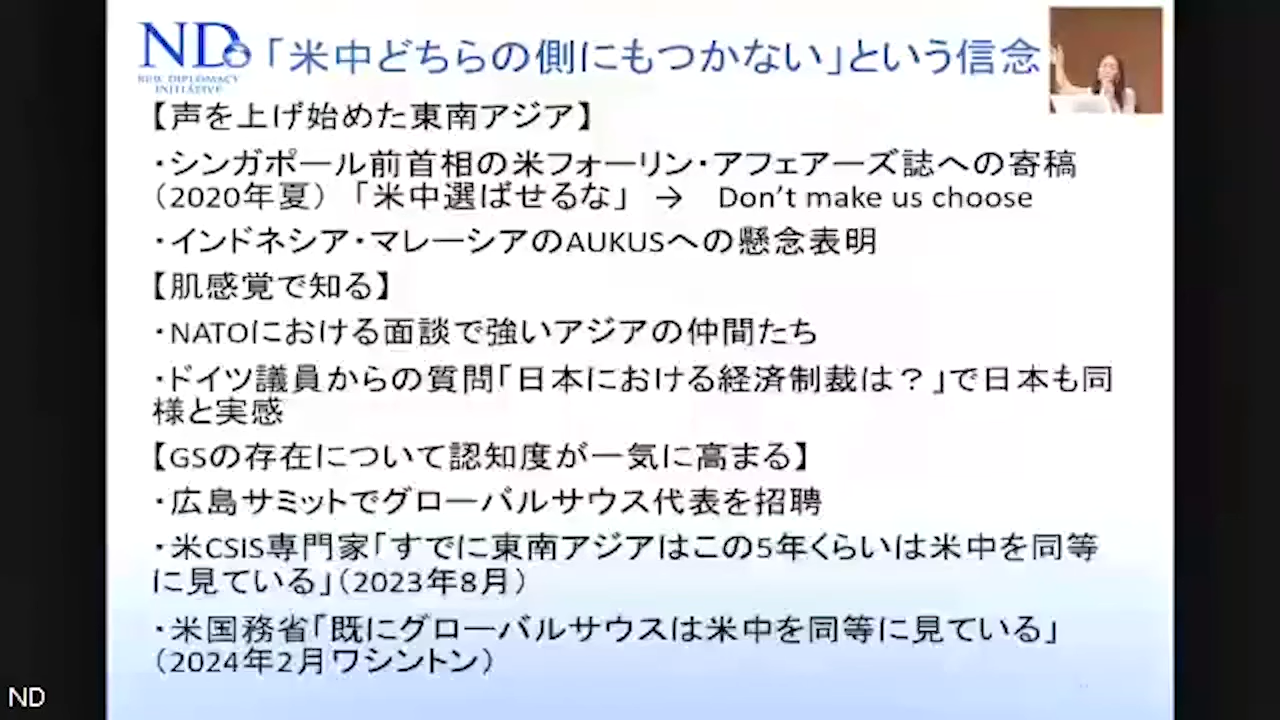 NDo
NEW DIPLOMACY
INITIATIVE
「米中どちらの側にもつかない」という信念
【声を上げ始めた東南アジア】
・シンガポール前首相の米フォーリン・アフェアーズ誌への寄稿
（2020年夏）「米中選ばせるな」 → Don’t make us choose
・インドネシア・マレーシアのAUKUSへの懸念表明
【肌感覚で知る】
・NATOにおける面談で強いアジアの仲間たち
・ドイツ議員からの質問「日本における経済制裁は？」で日本も同
様と実感
【GSの存在について認知度が一気に高まる】
・広島サミットでグローバルサウス代表を招聘
・米CSIS専門家「すでに東南アジアはこの5年くらいは米中を同等
に見ている」（2023年8月）
・米国務省「既にグローバルサウスは米中を同等に見ている」
（2024年2月ワシントン）
ND